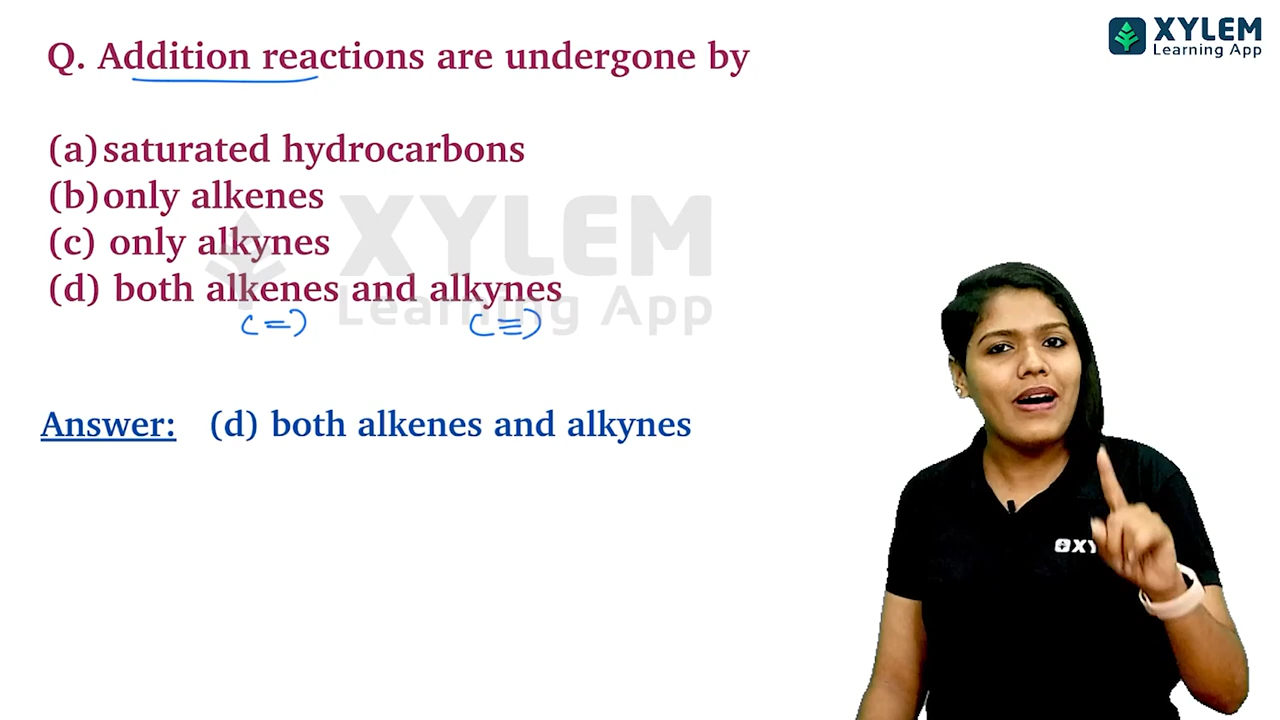 XYLEM
Learning App
Q. Addition reactions are undergone by
(a) saturated hydrocarbons
(b) only alkenes
(c) only alkynes
(d) both alkenes and alkynes
(=) (≡)
XYLEM
Learning App
Answer: (d) both alkenes and alkynes
XY